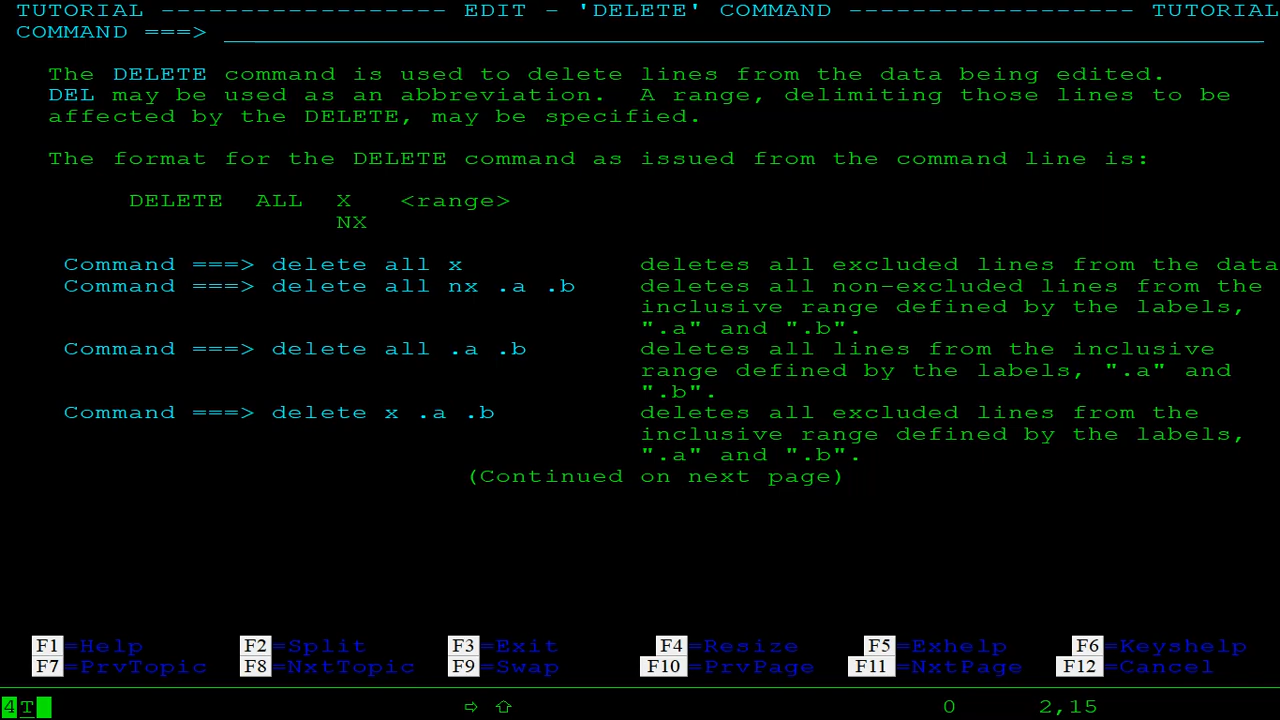 TUTORIAL ------------------ EDIT - 'DELETE' COMMAND ------------------ TUTORIAL
COMMAND ===>
The DELETE command is used to delete lines from the data being edited.
DEL may be used as an abbreviation.  A range, delimiting those lines to be
affected by the DELETE, may be specified.
The format for the DELETE command as issued from the command line is:
DELETE  ALL  X   <range>
NX
Command ===> delete all x           deletes all excluded lines from the data
Command ===> delete all nx .a .b    deletes all non-excluded lines from the
inclusive range defined by the labels,
".a" and ".b".
Command ===> delete all .a .b       deletes all lines from the inclusive
range defined by the labels, ".a" and
".b".
Command ===> delete x .a .b         deletes all excluded lines from the
inclusive range defined by the labels,
".a" and ".b".
(Continued on next page)
F1=Help      F2=Split     F3=Exit      F4=Resize    F5=Exhelp    F6=Keyshelp
F7=PrvTopic  F8=NxtTopic  F9=Swap      F10=PrvPage  F11=NxtPage  F12=Cancel
4T ⇨ ⇧ 0 2,15